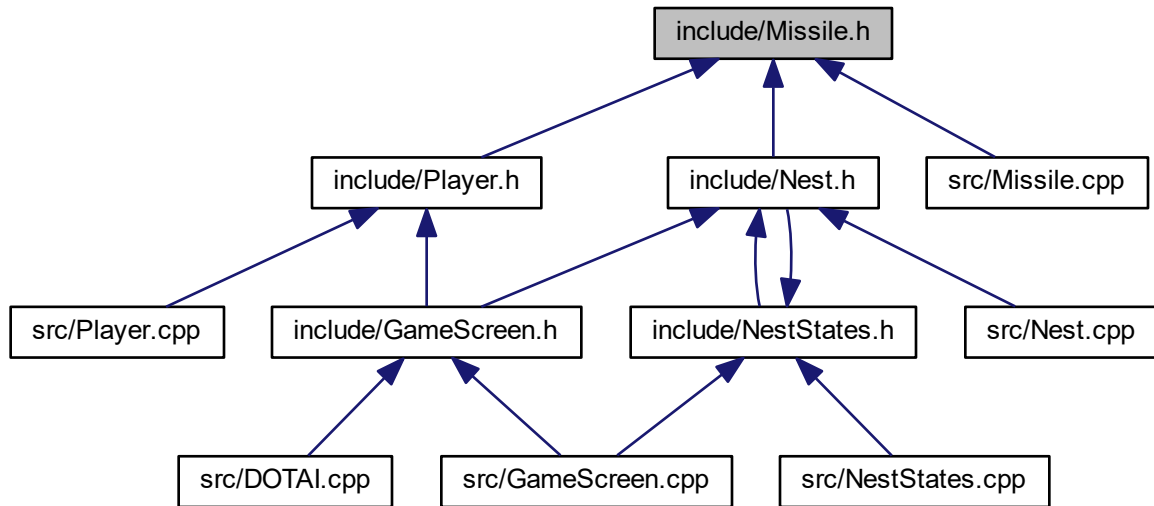 include/Missile.h
include/Player.h
include/Nest.h
src/Missile.cpp
src/Player.cpp
include/GameScreen.h
include/NestStates.h
src/Nest.cpp
src/DOTAI.cpp
src/GameScreen.cpp
src/NestStates.cpp